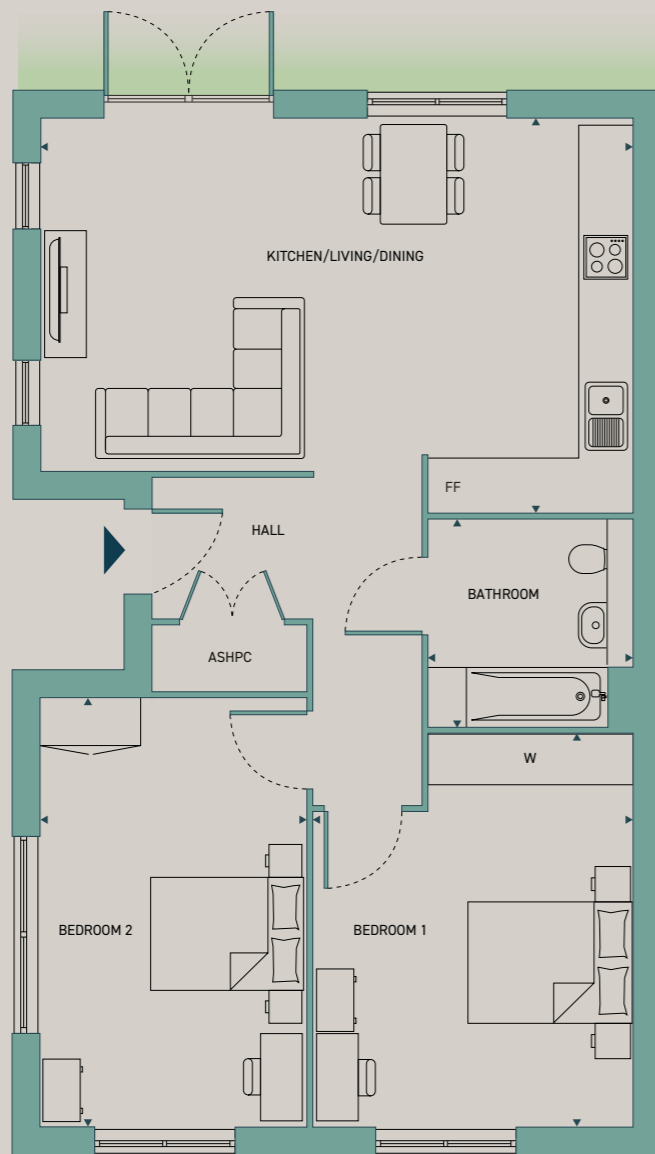 KITCHEN/LIVING/DINING
FF
HALL
BATHROOM
ASHPC
W
BEDROOM 2
BEDROOM 1